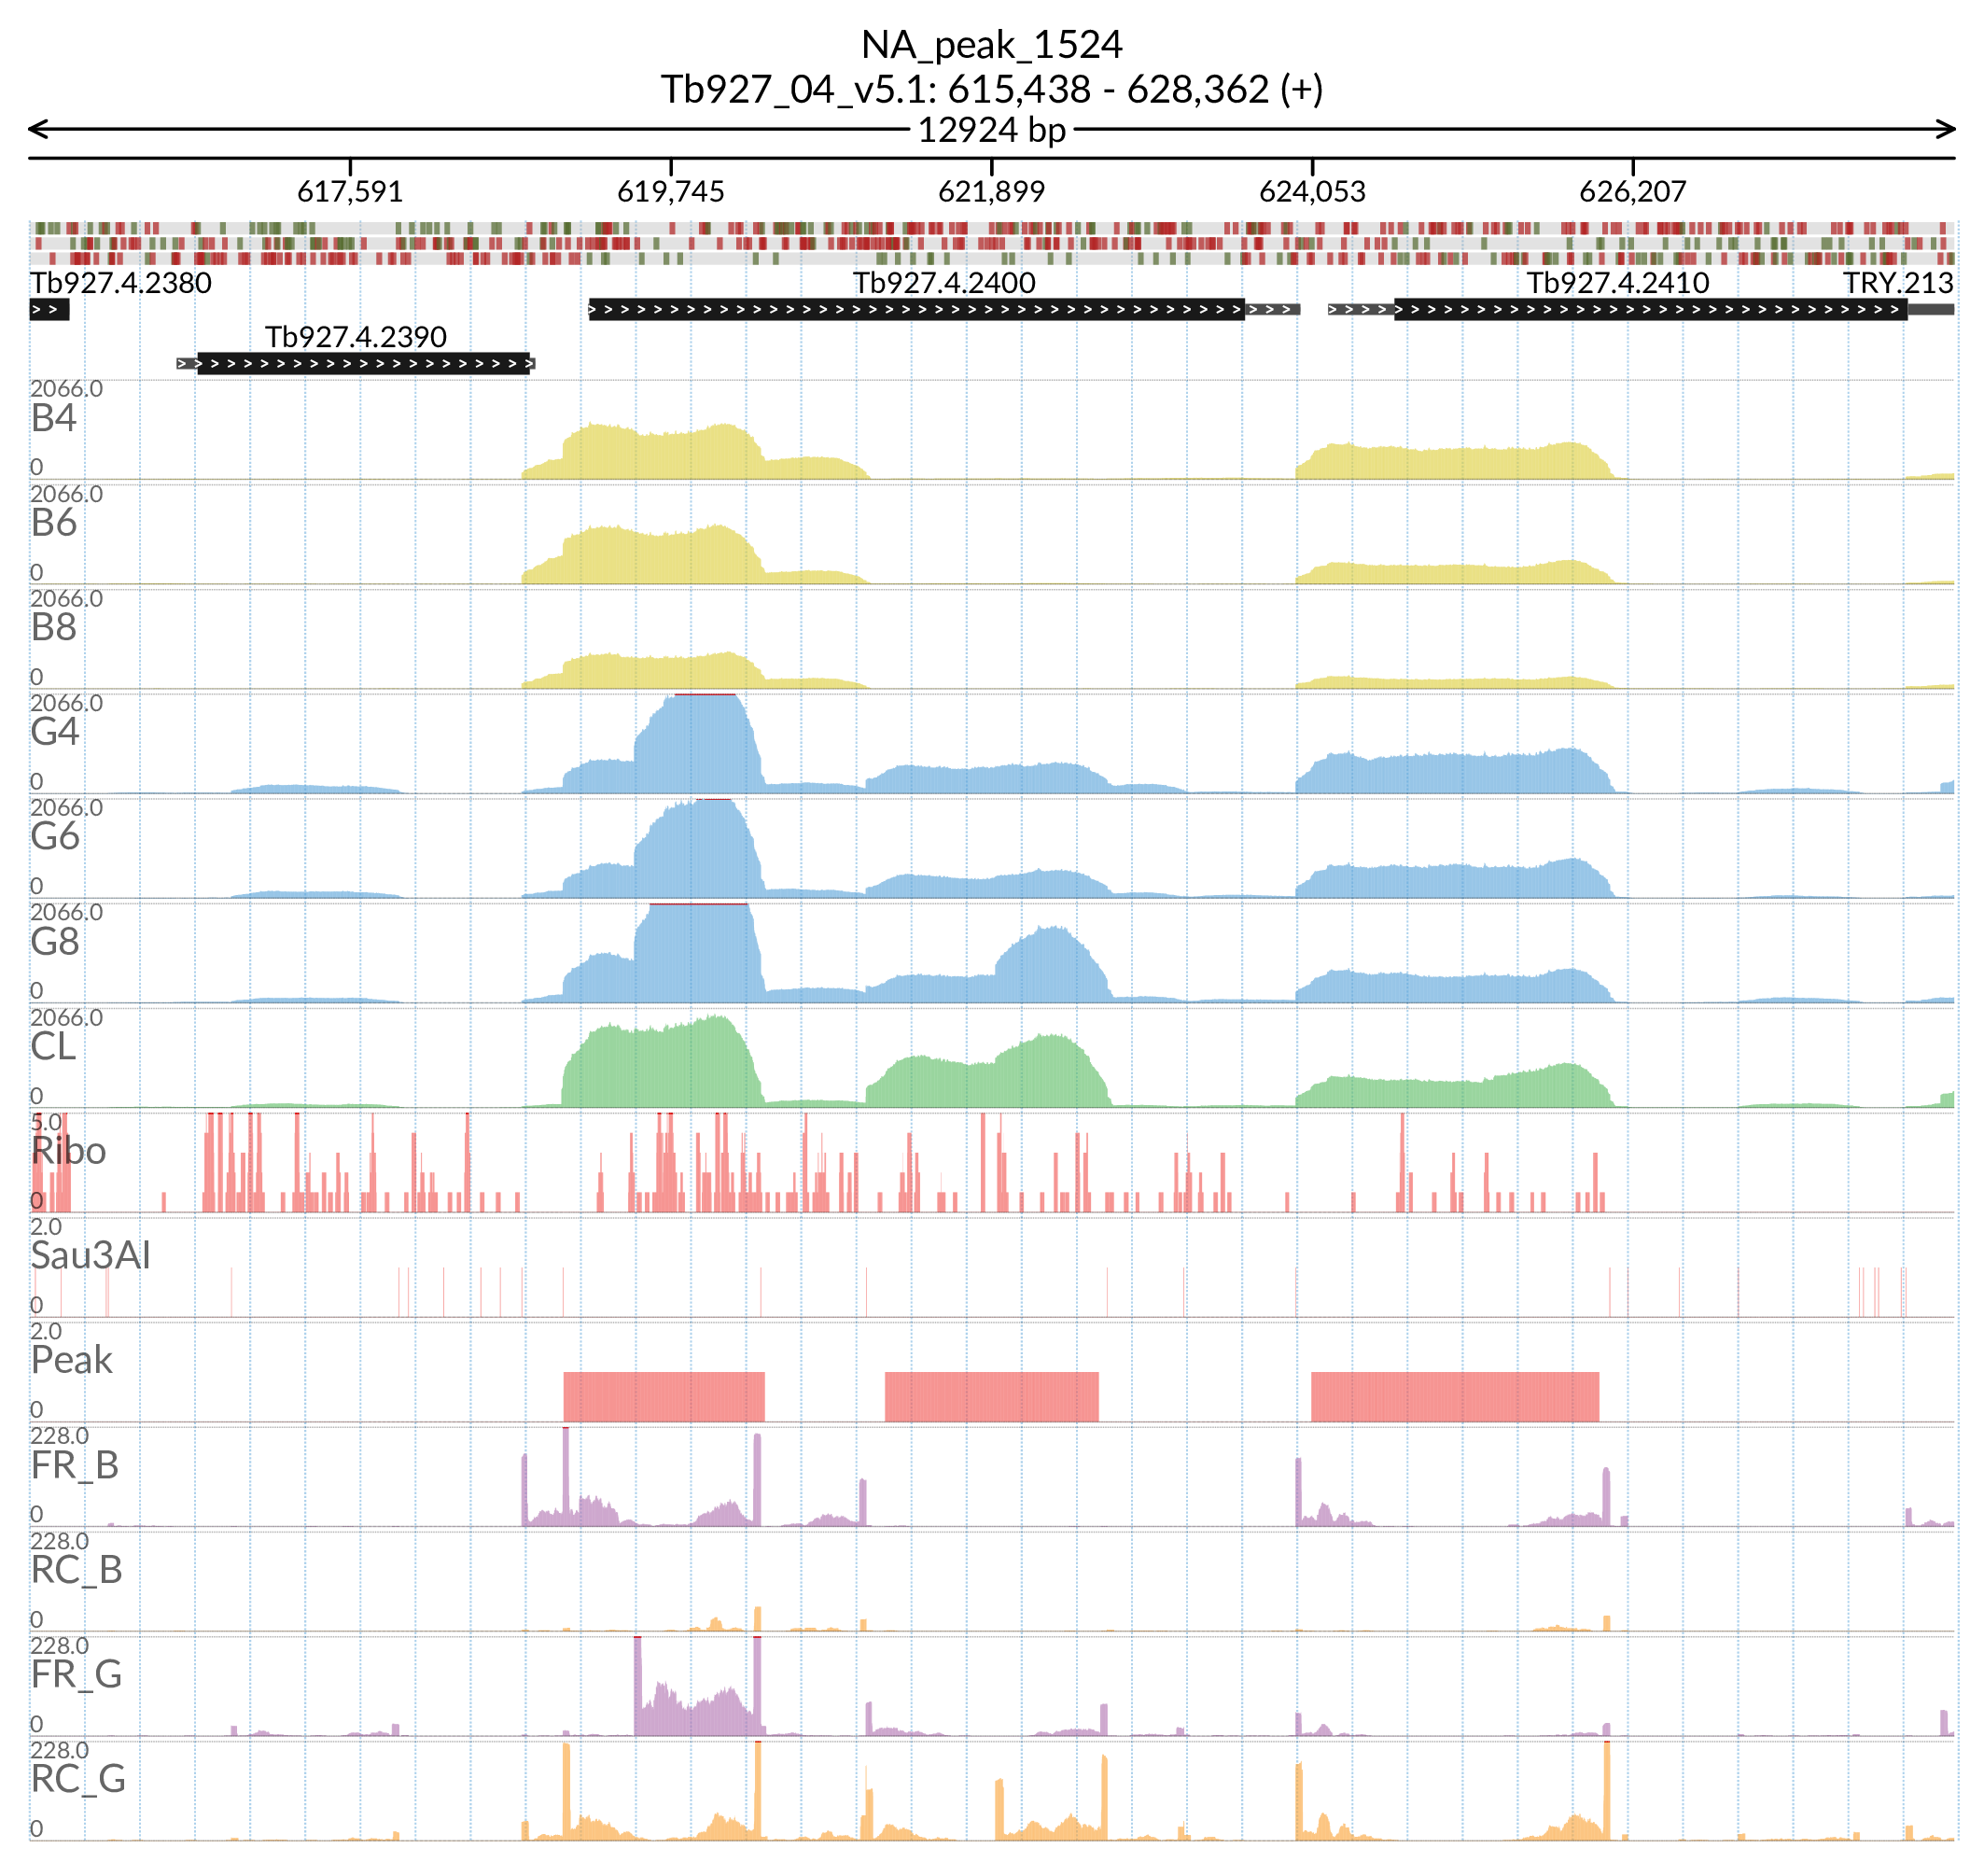 NA_peak_1524
Tb927_04_v5.1: 615,438 - 628,362 (+)
12924 bp
617,591 619,745 621,899 624,053 626,207
Tb927.4.2380 Tb927.4.2400 Tb927.4.2410 TRY.213
Tb927.4.2390
2066.0
B4
0
2066.0
B6
0
2066.0
B8
0
2066.0
G4
0
2066.0
G6
0
2066.0
G8
0
2066.0
CL
0
5.0
Ribo
0
2.0
Sau3AI
0
2.0
Peak
0
228.0
FR_B
0
228.0
RC_B
0
228.0
FR_G
0
228.0
RC_G
0